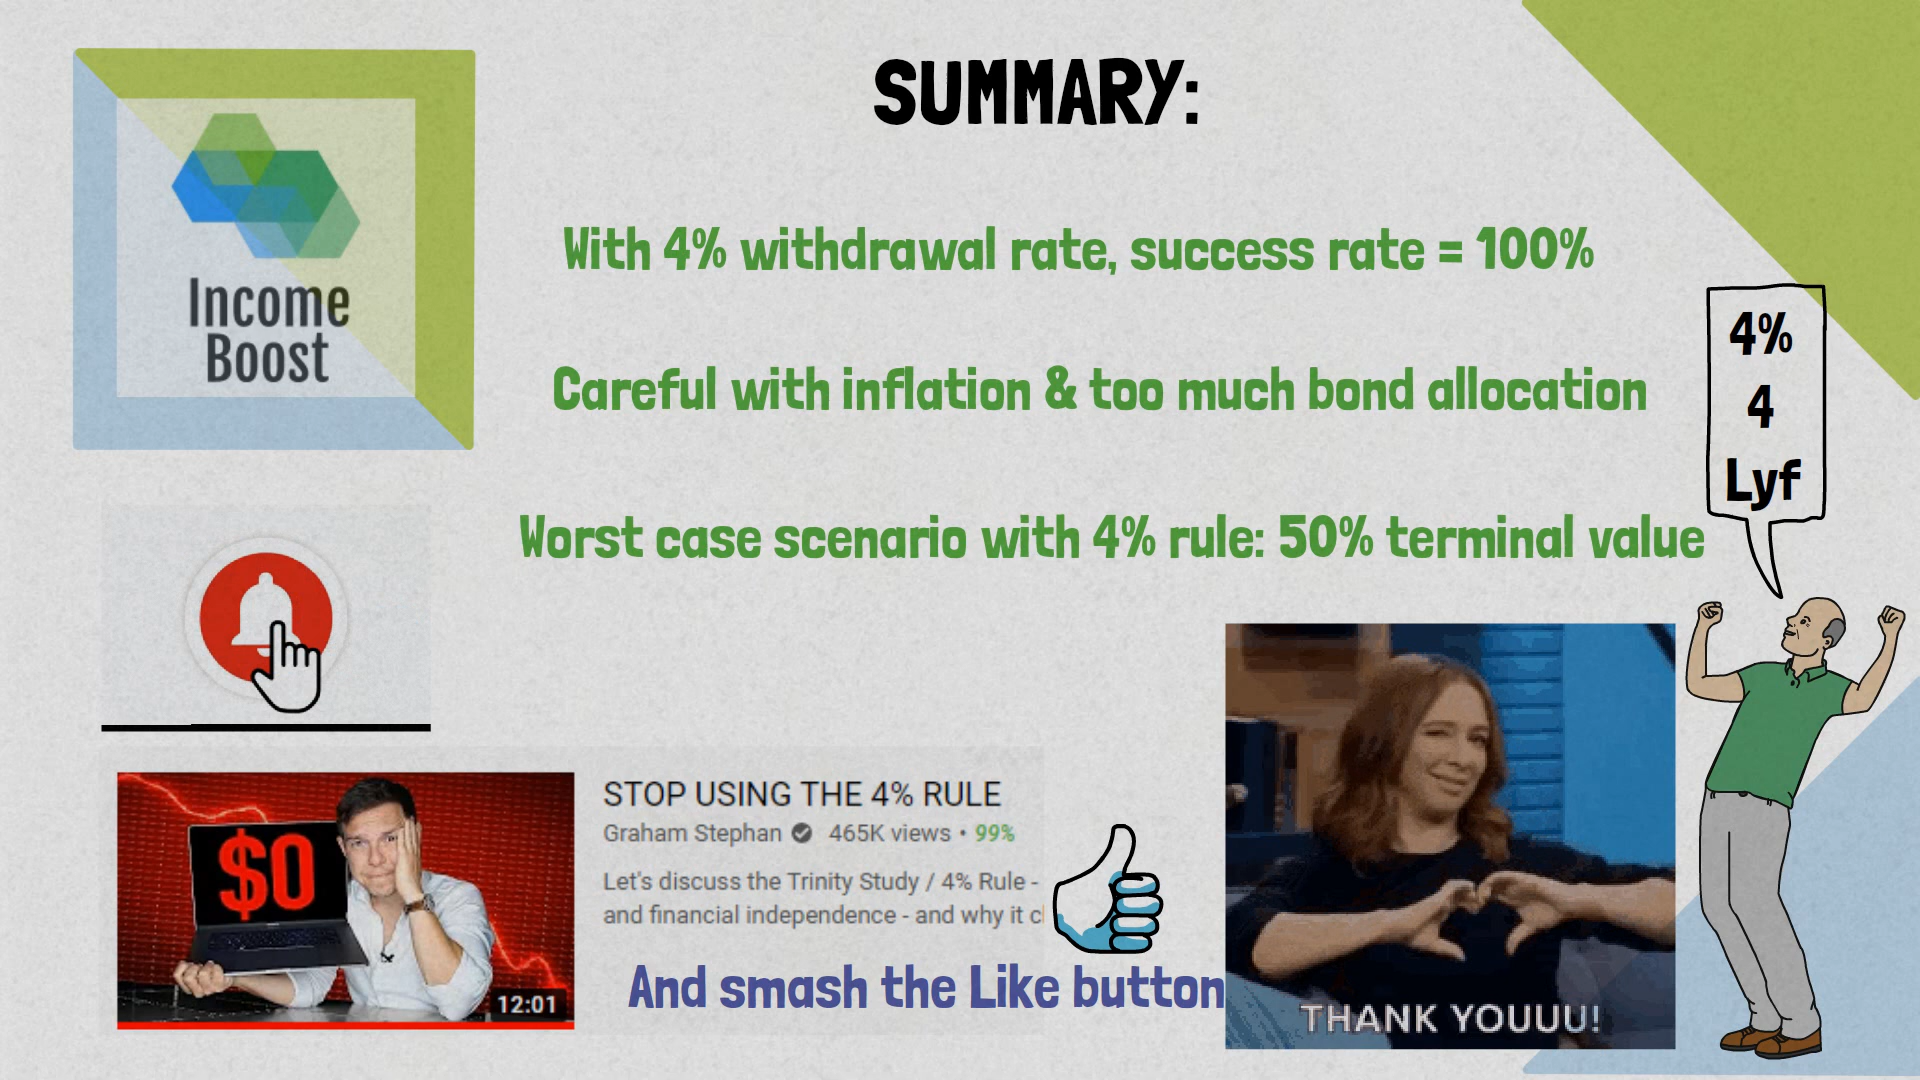 SUMMARY:
Income
Boost
With 4% withdrawal rate, success rate = 100%
Careful with inflation & too much bond allocation
Worst case scenario with 4% rule: 50% terminal value
4%
4
Lyf
$0
12:01
STOP USING THE 4% RULE
Graham Stephan 465K views • 99%
Let's discuss the Trinity Study / 4% Rule -
and financial independence - and why it
And smash the Like button
THANK YOUUU!